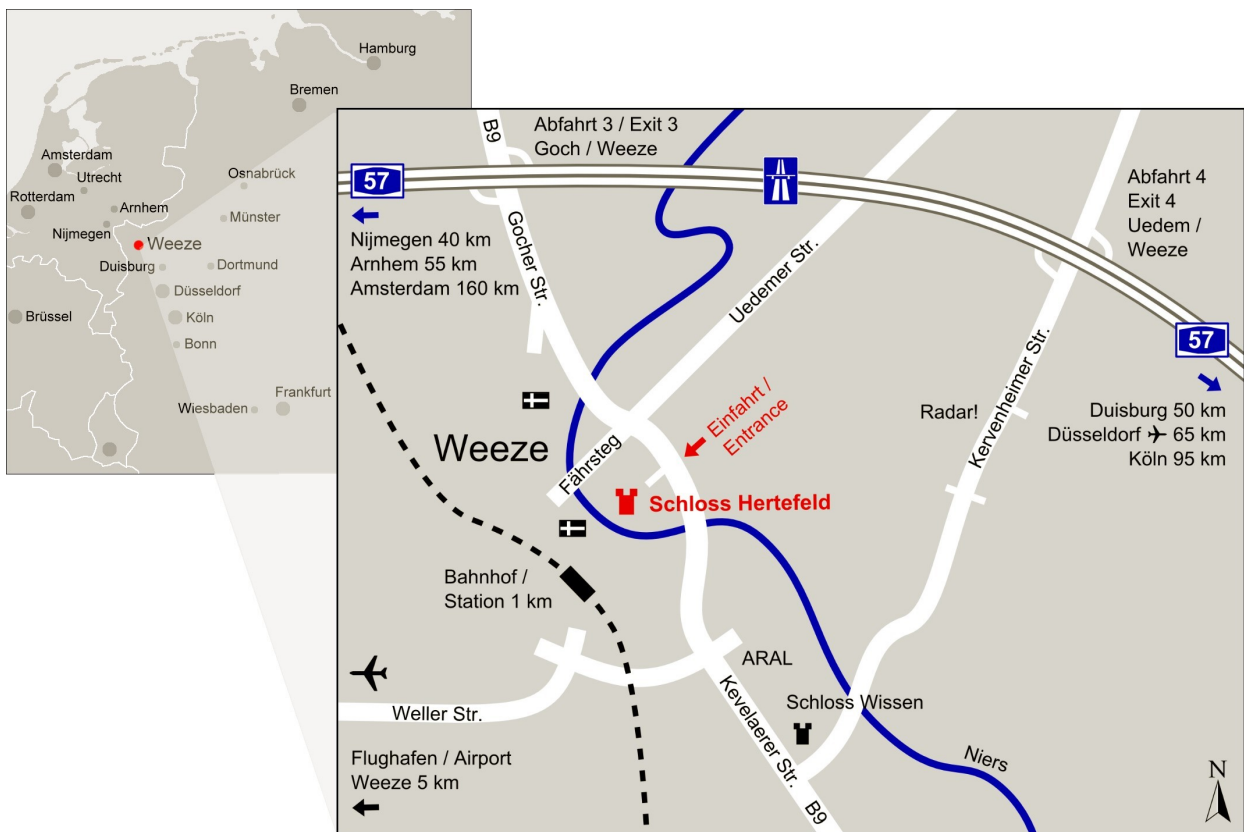 Hamburg
Bremen
Amsterdam
Utrecht
Osnabrück
Rotterdam
Arnhem
Münster
Nijmegen
Weeze
Duisburg
Dortmund
Düsseldorf
Brüssel
Köln
Bonn
Frankfurt
Wiesbaden
B9
Abfahrt 3 / Exit 3
Goch / Weeze
57
Nijmegen 40 km
Arnhem 55 km
Amsterdam 160 km
Gocher Str.
Uedemer Str.
Abfahrt 4
Exit 4
Uedem /
Weeze
57
Duisburg 50 km
Düsseldorf 65 km
Köln 95 km
Radar!
Kervenheimer Str.
Einfahrt /
Entrance
Weeze
Fährsteg
Schloss Hertefeld
Bahnhof /
Station 1 km
ARAL
Schloss Wissen
Weller Str.
Kevelaerer Str.
B9
Niers
Flughafen / Airport
Weeze 5 km
N